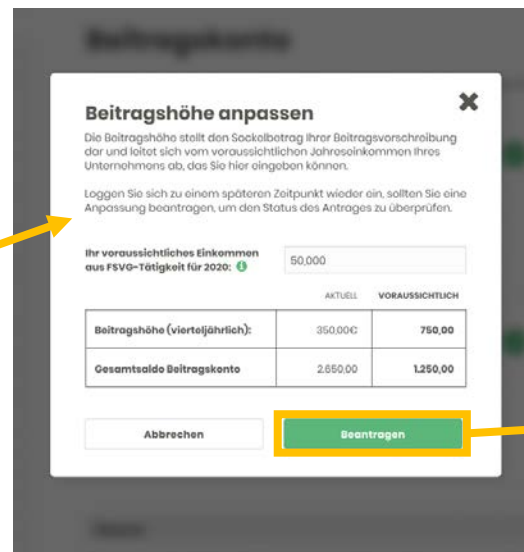 Beitragskonto
Beitragshöhe anpassen
Die Beitragshöhe stellt den Sockelbetrag Ihrer Beitragsvorschreibung
dar und leitet sich vom voraussichtlichen Jahreseinkommen Ihres
Unternehmens ab, das Sie hier eingeben können.
Loggen Sie sich zu einem späteren Zeitpunkt wieder ein, sollten Sie eine
Anpassung beantragen, um den Status des Antrages zu überprüfen.
Ihr voraussichtliches Einkommen
aus FSVG-Tätigkeit für 2020:
50,000
AKTUELL VORAUSSICHTLICH
Beitragshöhe (vierteljährlich): 350,00€ 750,00
Gesamtsaldo Beitragskonto 2.650,00 1.250,00
Abbrechen Beantragen